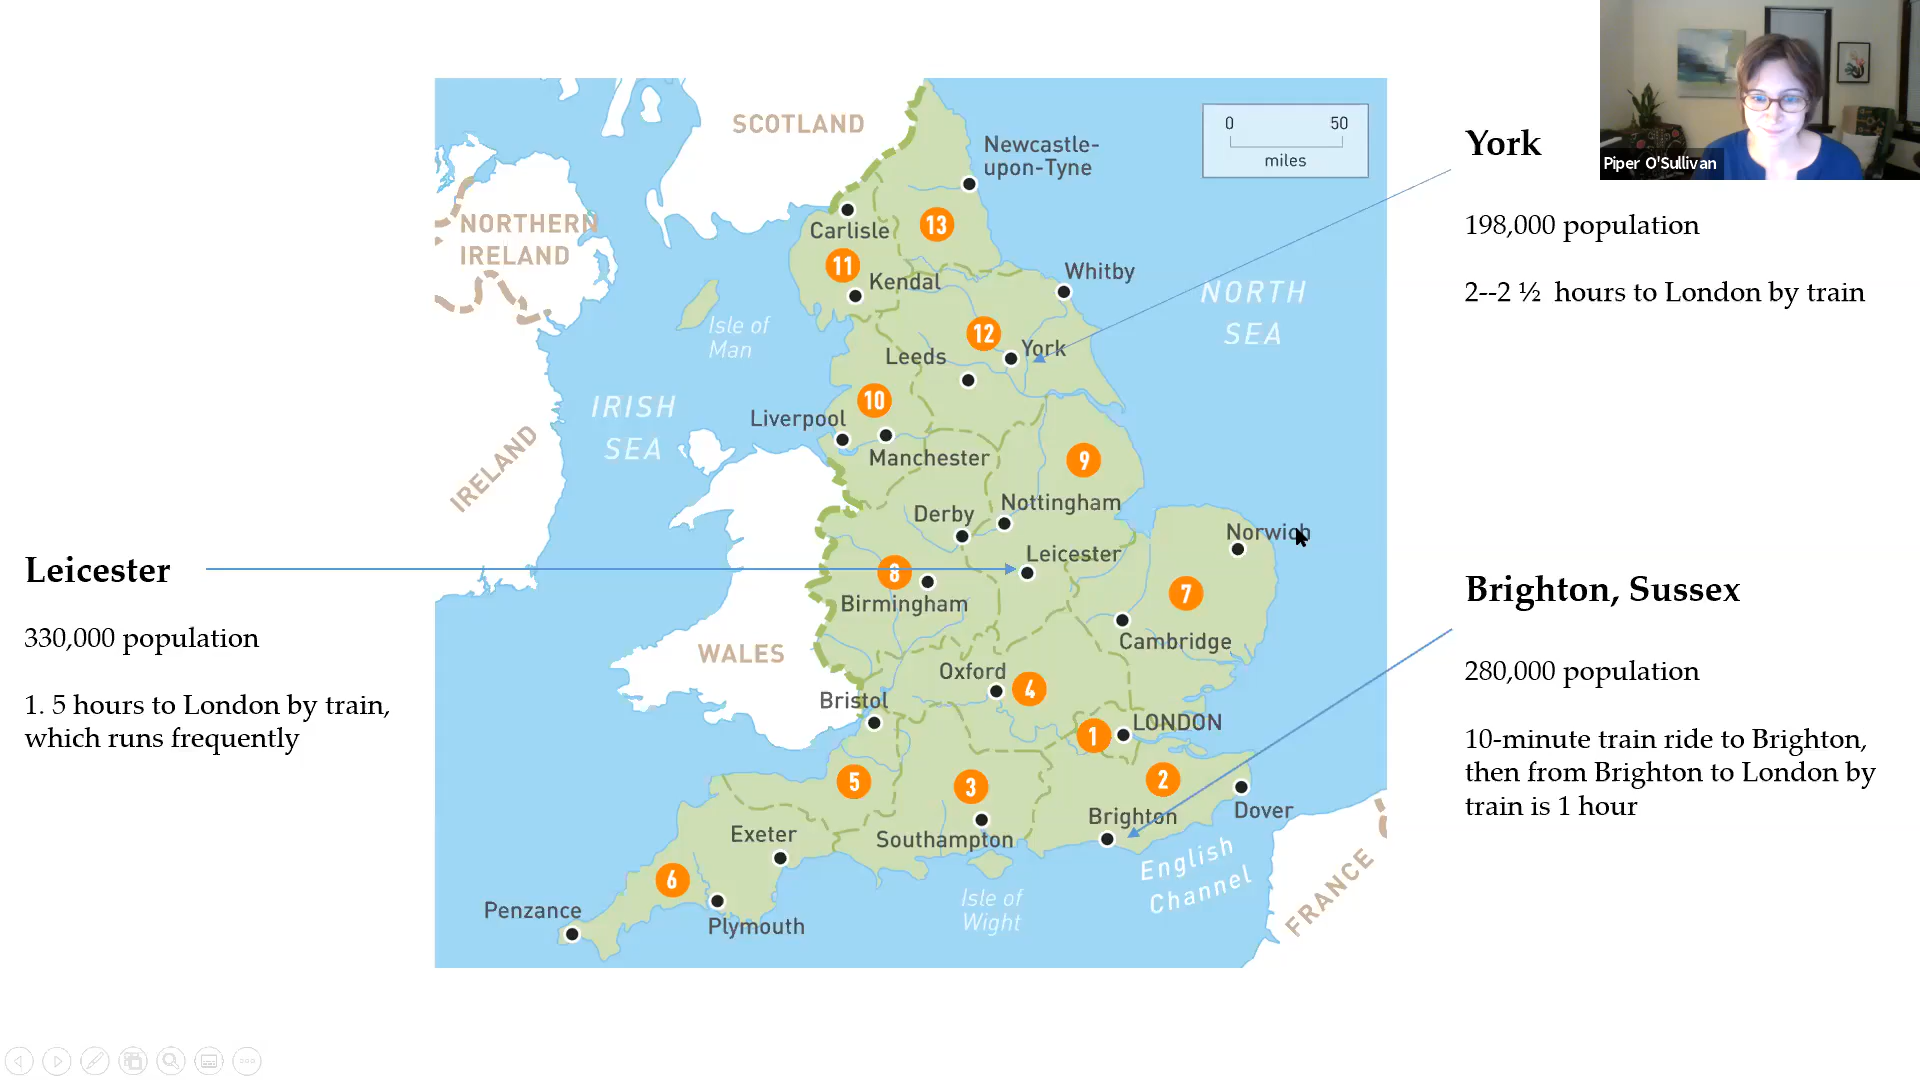 SCOTLAND
0 50
miles
Newcastle-
upon-Tyne
York
Piper O'Sullivan
NORTHERN
IRELAND
Carlisle
13
198,000 population
11
Kendal
Whitby
NORTH
SEA
2--2 ½ hours to London by train
Isle of
Man
12
York
Leeds
IRISH
SEA
10
Liverpool
Manchester
IRELAND
9
Nottingham
Derby
Norwich
Leicester
Leicester
8
Birmingham
7
Cambridge
Brighton, Sussex
330,000 population
WALES
280,000 population
1. 5 hours to London by train,
which runs frequently
Oxford
4
Bristol
1
LONDON
10-minute train ride to Brighton,
then from Brighton to London by
train is 1 hour
5
3
2
Brighton
Dover
Exeter
Southampton
English
Channel
6
Isle of
Wight
FRANCE
Penzance
Plymouth